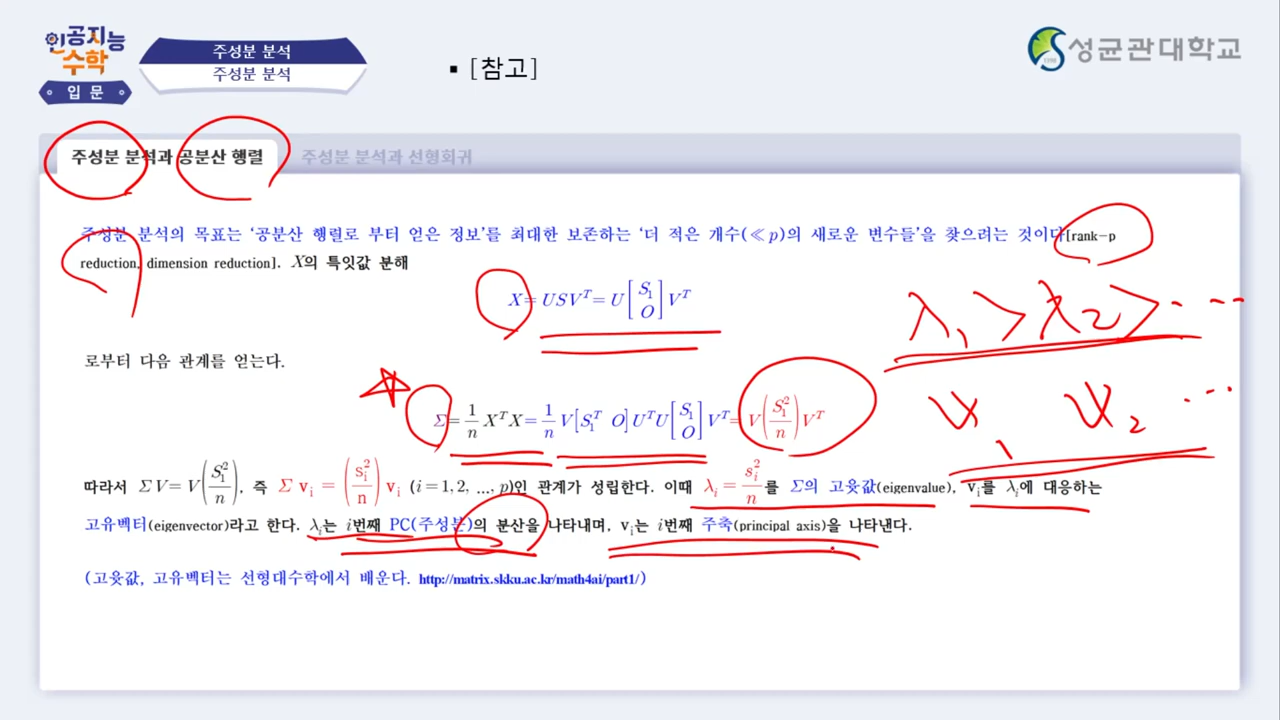 인공지능
수학
입문
주성분 분석
주성분 분석
▪ [참고]
성균관대학교
주성분 분석과 공분산 행렬
주성분 분석과 선형회귀
주성분 분석의 목표는 ‘공분산 행렬로 부터 얻은 정보’를 최대한 보존하는 ‘더 적은 개수(≪ p)의 새로운 변수들’을 찾으려는 것이다[rank-p
reduction, dimension reduction]. X의 특잇값 분해
X = USV^T = U [S_1 O] V^T
λ_1 > λ_2 > ...
로부터 다음 관계를 얻는다.
Σ = 1/n X^T X = 1/n V [S_1^T O] U^T U [S_1 O] V^T = V (S_1^2/n) V^T
따라서 ΣV = V (S_1^2/n), 즉 Σ v_i = (s_i^2/n) v_i (i = 1, 2, ..., p)인 관계가 성립한다. 이때 λ_i = s_i^2/n 를 Σ의 고윳값(eigenvalue), v_i를 λ_i에 대응하는
고유벡터(eigenvector)라고 한다. λ_i는 i번째 PC(주성분)의 분산을 나타내며, v_i는 i번째 주축(principal axis)을 나타낸다.
(고윳값, 고유벡터는 선형대수학에서 배운다. http://matrix.skku.ac.kr/math4ai/part1/)